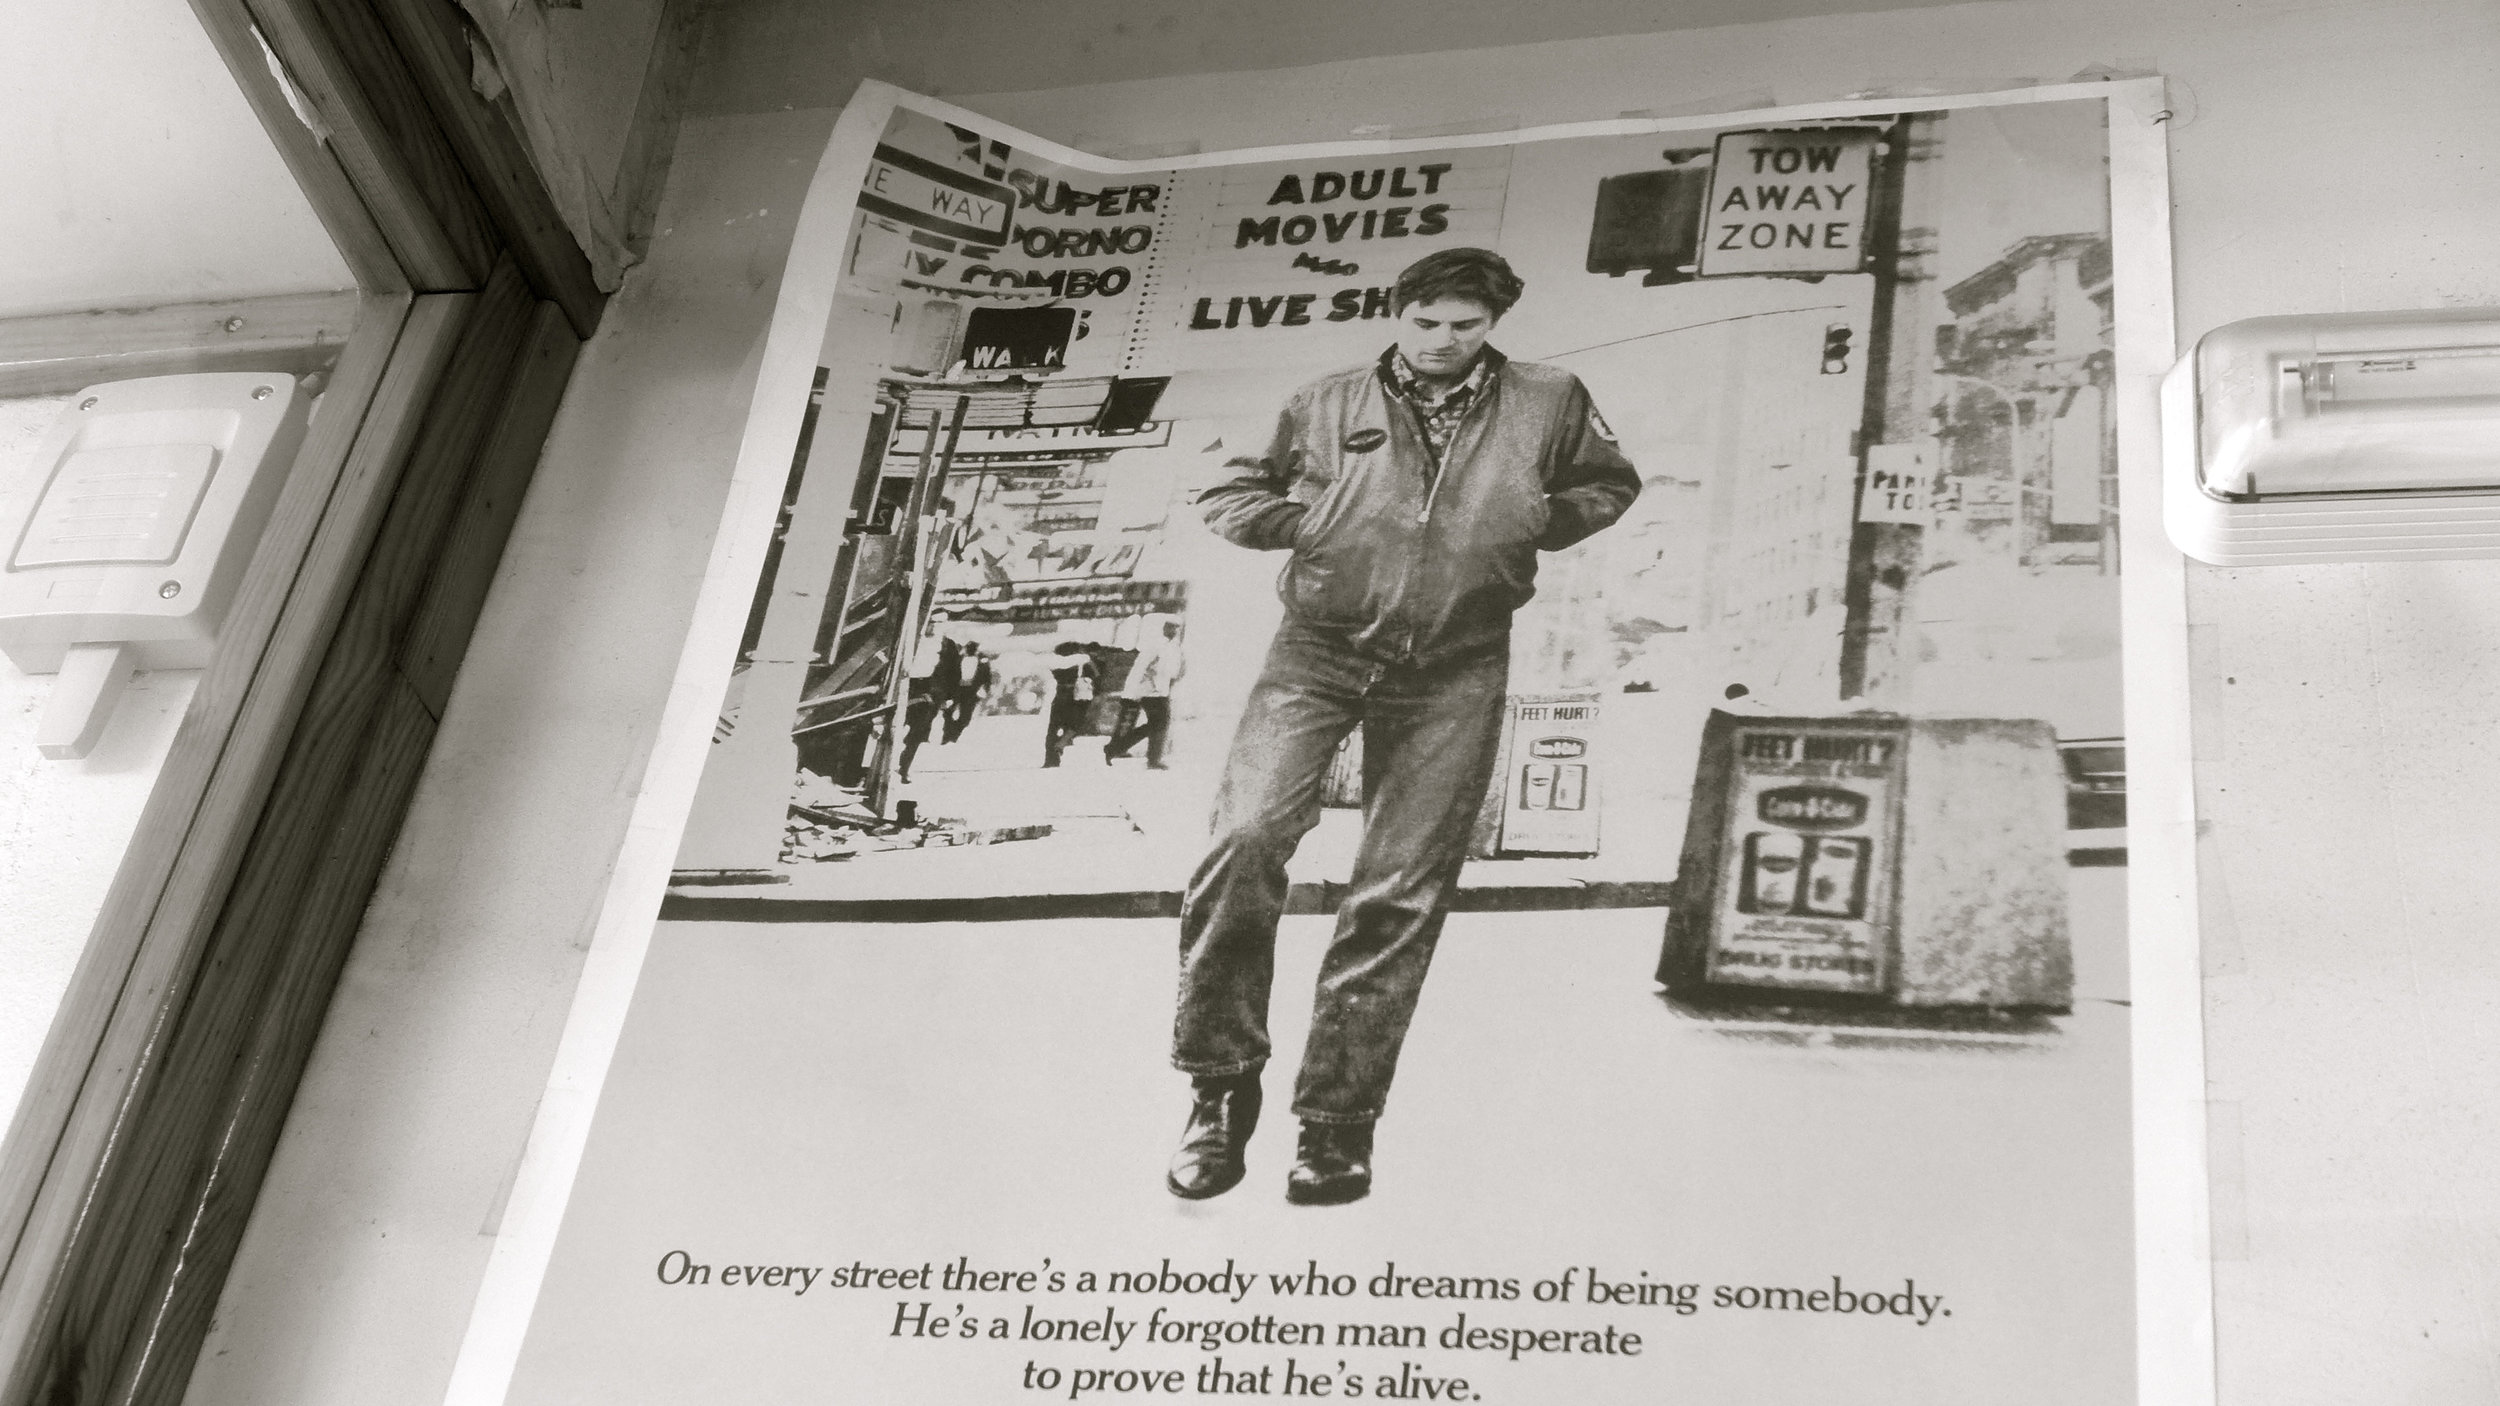 WAY
SUPER
PORNO
COMBO
WALK
ADULT
MOVIES
ALSO
LIVE SH
TOW
AWAY
ZONE
FEET HURT?
FEET HURT?
DRUG STORES
On every street there's a nobody who dreams of being somebody.
He's a lonely forgotten man desperate
to prove that he's alive.